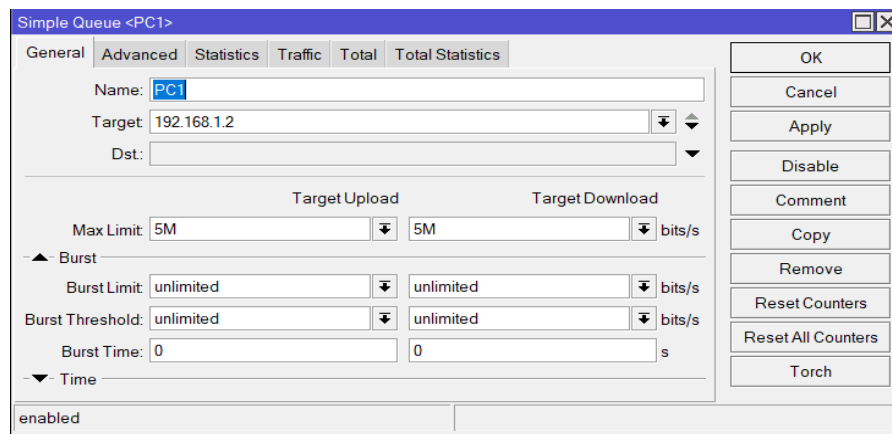 Simple Queue <PC1>
General Advanced Statistics Traffic Total Total Statistics
Name: PC1
Target: 192.168.1.2
Dst.:
Target Upload Target Download
Max Limit: 5M 5M bits/s
Burst
Burst Limit: unlimited unlimited bits/s
Burst Threshold: unlimited unlimited bits/s
Burst Time: 0 0 s
Time
enabled
OK
Cancel
Apply
Disable
Comment
Copy
Remove
Reset Counters
Reset All Counters
Torch